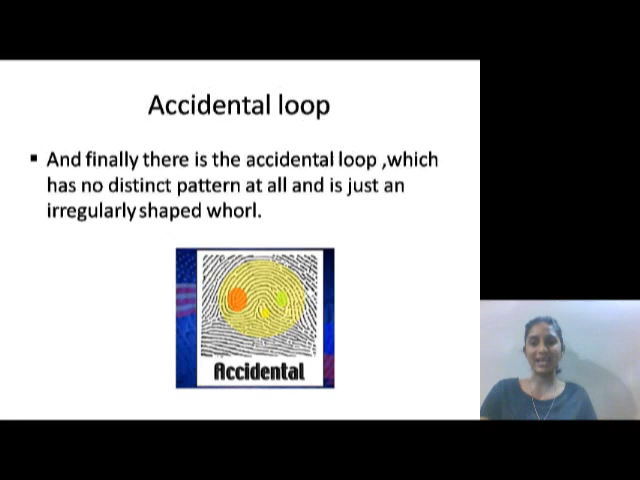 Accidental loop
▪ And finally there is the accidental loop ,which
has no distinct pattern at all and is just an
irregularly shaped whorl.
Accidental